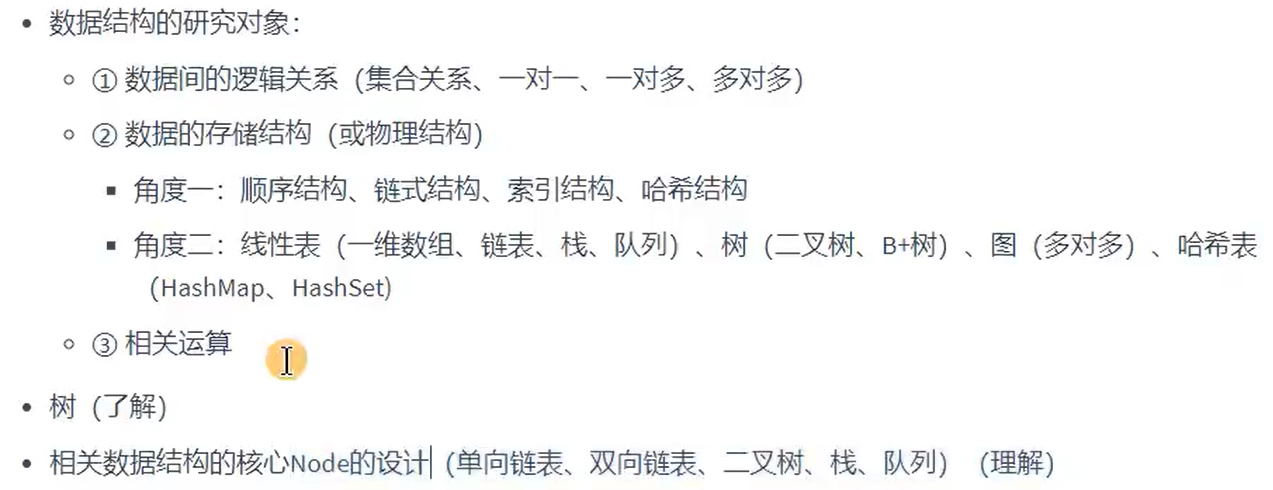 数据结构的研究对象：
① 数据间的逻辑关系（集合关系、一对一、一对多、多对多）
② 数据的存储结构（或物理结构）
角度一：顺序结构、链式结构、索引结构、哈希结构
角度二：线性表（一维数组、链表、栈、队列）、树（二叉树、B+树）、图（多对多）、哈希表
（HashMap、HashSet)
③ 相关运算
树（了解）
相关数据结构的核心Node的设计（单向链表、双向链表、二叉树、栈、队列）（理解）